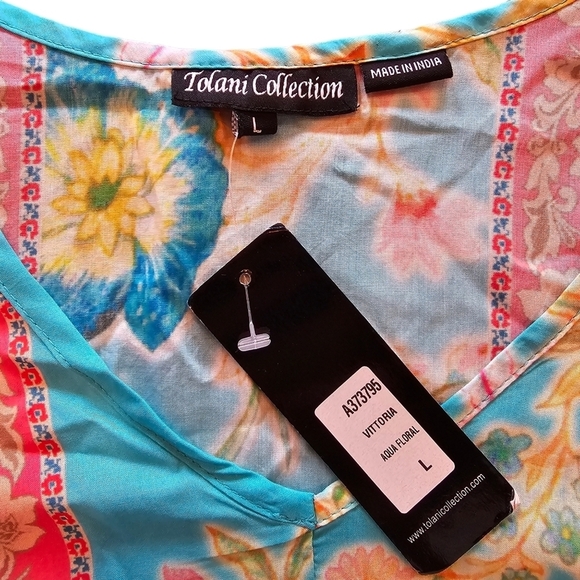 Tolani Collection
MADE IN INDIA
L
A373795
VITTORIA
AQUA FLORAL
L
www.tolanicollection.com